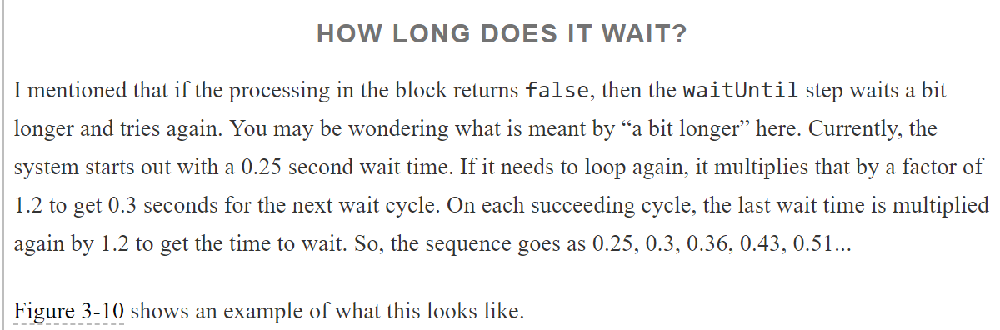 HOW LONG DOES IT WAIT?
I mentioned that if the processing in the block returns false, then the waitUntil step waits a bit
longer and tries again. You may be wondering what is meant by “a bit longer” here. Currently, the
system starts out with a 0.25 second wait time. If it needs to loop again, it multiplies that by a factor of
1.2 to get 0.3 seconds for the next wait cycle. On each succeeding cycle, the last wait time is multiplied
again by 1.2 to get the time to wait. So, the sequence goes as 0.25, 0.3, 0.36, 0.43, 0.51...
Figure 3-10 shows an example of what this looks like.